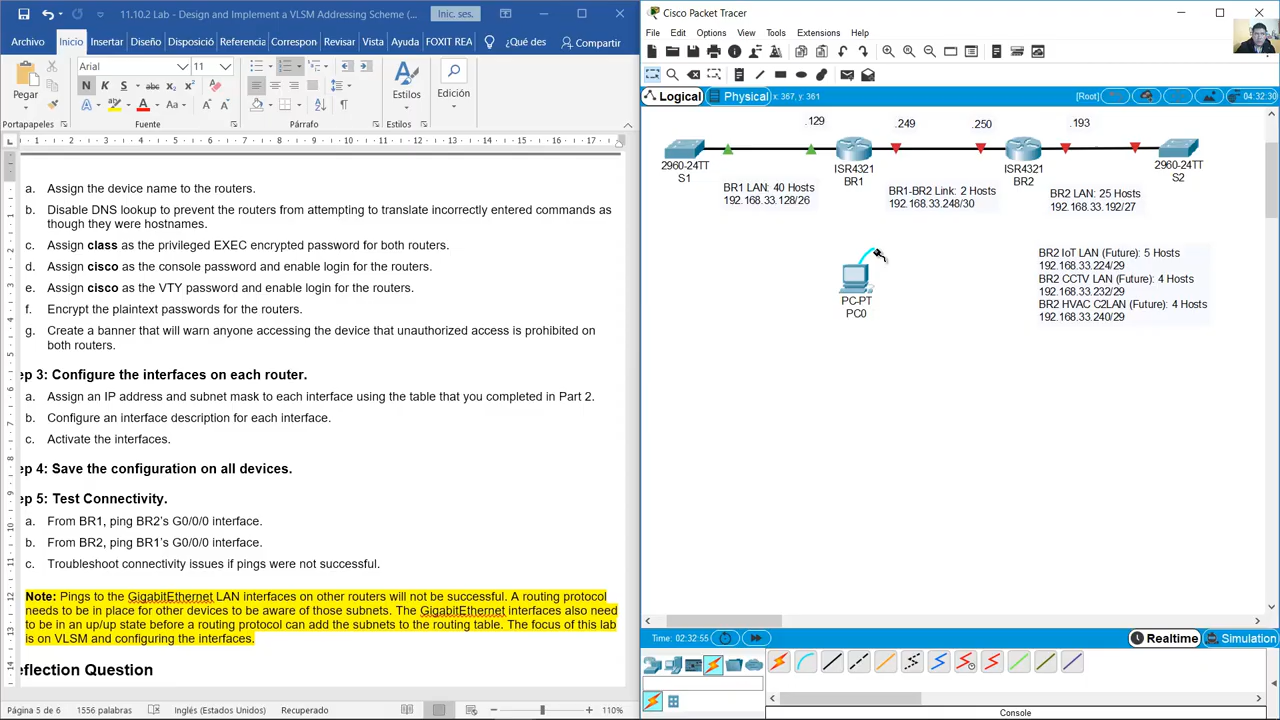 11.10.2 Lab - Design and Implement a VLSM Addressing Scheme (...
Inic. ses.
Archivo Inicio Insertar Diseño Disposició Referencia Correspon Revisar Vista Ayuda FOXIT REA ¿Qué des Compartir
Arial 11
Pegar
N K S
Estilos Edición
Portapapeles Fuente Párrafo Estilos
a. Assign the device name to the routers.
b. Disable DNS lookup to prevent the routers from attempting to translate incorrectly entered commands as
though they were hostnames.
c. Assign class as the privileged EXEC encrypted password for both routers.
d. Assign cisco as the console password and enable login for the routers.
e. Assign cisco as the VTY password and enable login for the routers.
f. Encrypt the plaintext passwords for the routers.
g. Create a banner that will warn anyone accessing the device that unauthorized access is prohibited on
both routers.
ep 3: Configure the interfaces on each router.
a. Assign an IP address and subnet mask to each interface using the table that you completed in Part 2.
b. Configure an interface description for each interface.
c. Activate the interfaces.
ep 4: Save the configuration on all devices.
ep 5: Test Connectivity.
a. From BR1, ping BR2's G0/0/0 interface.
b. From BR2, ping BR1's G0/0/0 interface.
c. Troubleshoot connectivity issues if pings were not successful.
Note: Pings to the GigabitEthernet LAN interfaces on other routers will not be successful. A routing protocol
needs to be in place for other devices to be aware of those subnets. The GigabitEthernet interfaces also need
to be in an up/up state before a routing protocol can add the subnets to the routing table. The focus of this lab
is on VLSM and configuring the interfaces.
eflection Question
Página 5 de 6 1556 palabras Inglés (Estados Unidos) Recuperado 110%
Cisco Packet Tracer
File Edit Options View Tools Extensions Help
Logical Physical x: 367, y: 361 [Root] 04:32:30
.129 .249 .250 .193
2960-24TT
S1
ISR4321
BR1
ISR4321
BR2
2960-24TT
S2
BR1 LAN: 40 Hosts
192.168.33.128/26
BR1-BR2 Link: 2 Hosts
192.168.33.248/30
BR2 LAN: 25 Hosts
192.168.33.192/27
PC-PT
PC0
BR2 IoT LAN (Future): 5 Hosts
192.168.33.224/29
BR2 CCTV LAN (Future): 4 Hosts
192.168.33.232/29
BR2 HVAC C2LAN (Future): 4 Hosts
192.168.33.240/29
Time: 02:32:55 Realtime Simulation
Console